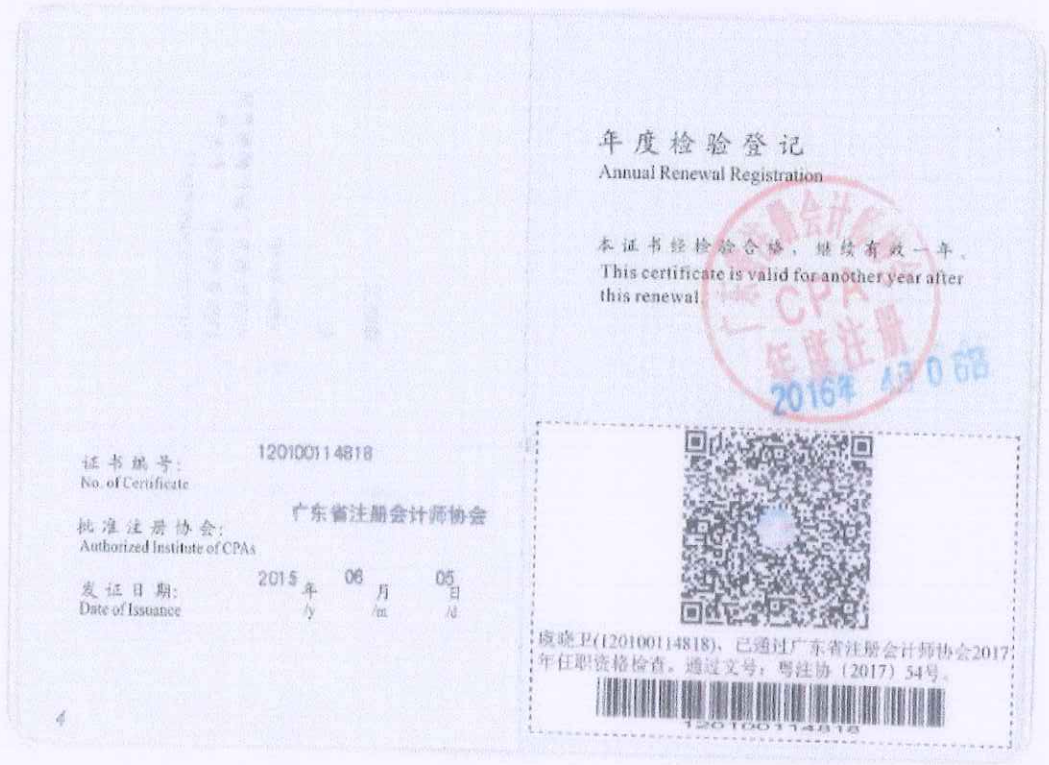 年度检验登记
Annual Renewal Registration
本证书经检验合格，继续有效一年。
This certificate is valid for another year after
this renewal.
CPA
年度注册
2016年 4月06日
证书编号：
No. of Certificate
120100114818
批准注册协会：
Authorized Institute of CPAs
广东省注册会计师协会
发证日期：
Date of Issuance
2015 年 06 月 05 日
/y /m /d
晓卫(120100114818)，已通过广东省注册会计师协会2017
年任职资格检查。通过文号：粤注协〔2017〕54号。
120100114818
4